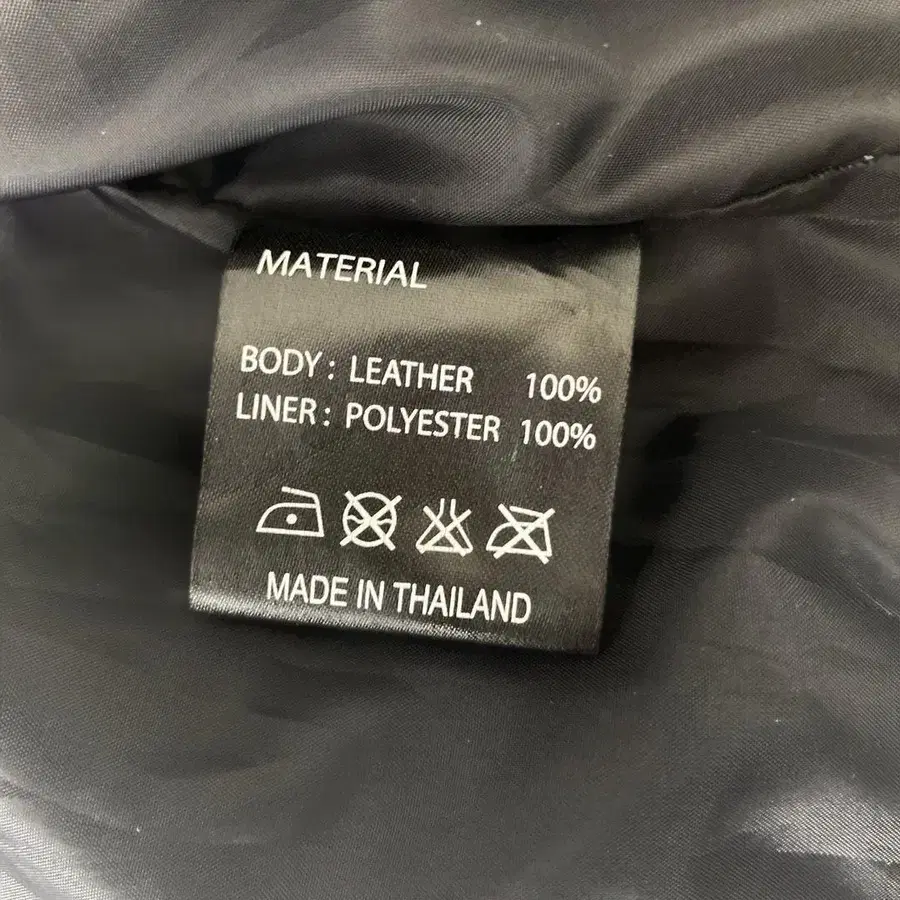 MATERIAL
BODY : LEATHER 100%
LINER : POLYESTER 100%
MADE IN THAILAND